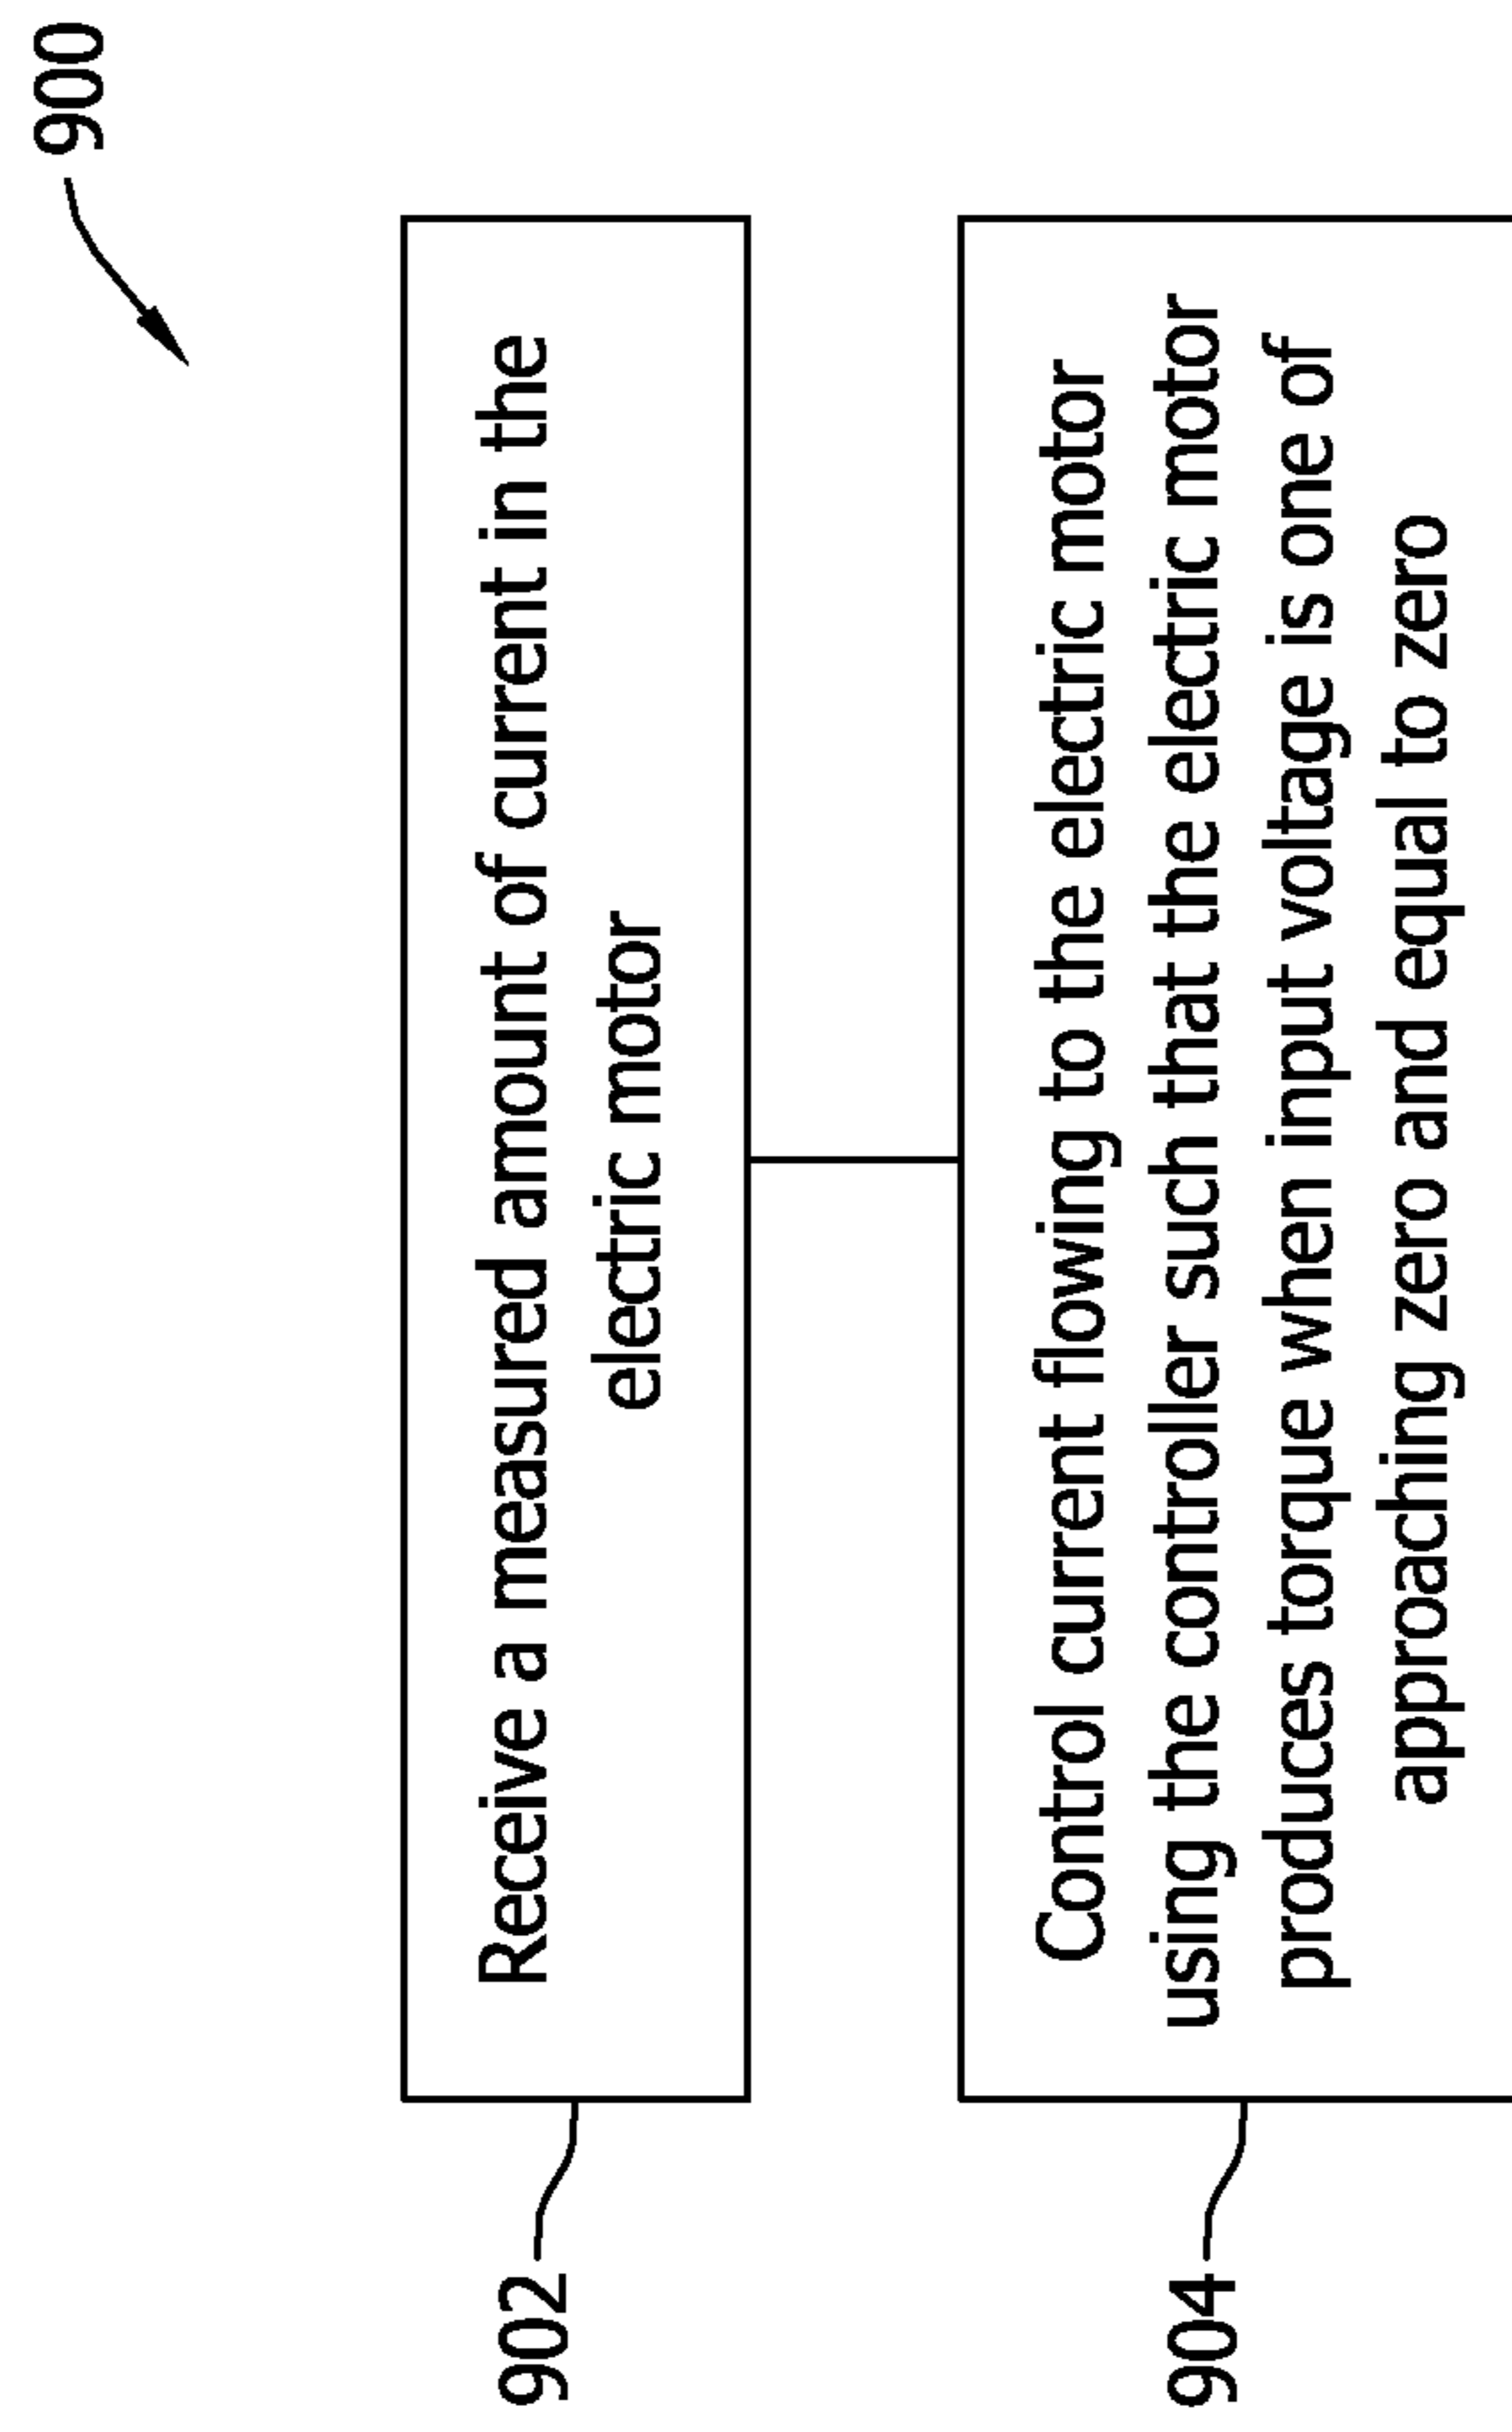 900
902
Receive a measured amount of current in the
electric motor
904
Control current flowing to the electric motor
using the controller such that the electric motor
produces torque when input voltage is one of
approaching zero and equal to zero